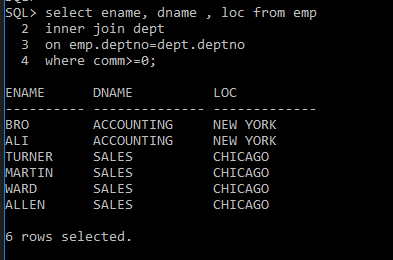 SQL> select ename, dname , loc from emp
  2  inner join dept
  3  on emp.deptno=dept.deptno
  4  where comm>=0;
ENAME      DNAME          LOC
---------- -------------- -------------
BRO        ACCOUNTING     NEW YORK
ALI        ACCOUNTING     NEW YORK
TURNER     SALES          CHICAGO
MARTIN     SALES          CHICAGO
WARD       SALES          CHICAGO
ALLEN      SALES          CHICAGO
6 rows selected.